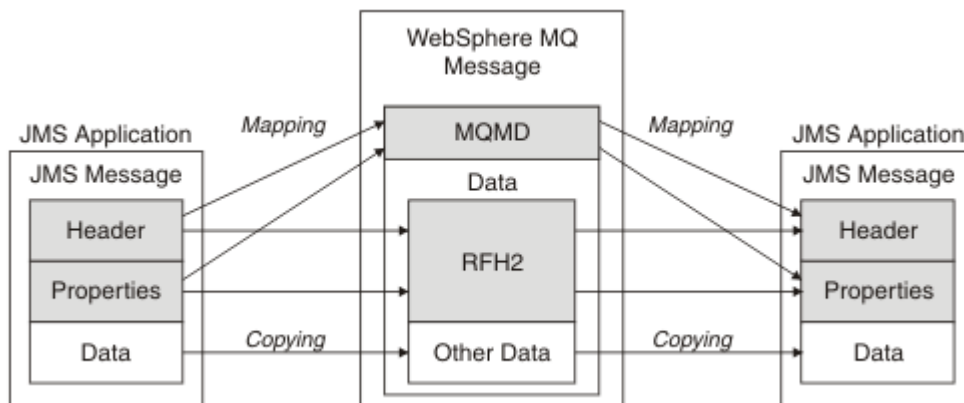 WebSphere MQ
Message
JMS Application
Mapping
MQMD
Mapping
JMS Application
JMS Message
Data
JMS Message
Header
RFH2
Header
Properties
Properties
Data
Copying
Other Data
Copying
Data